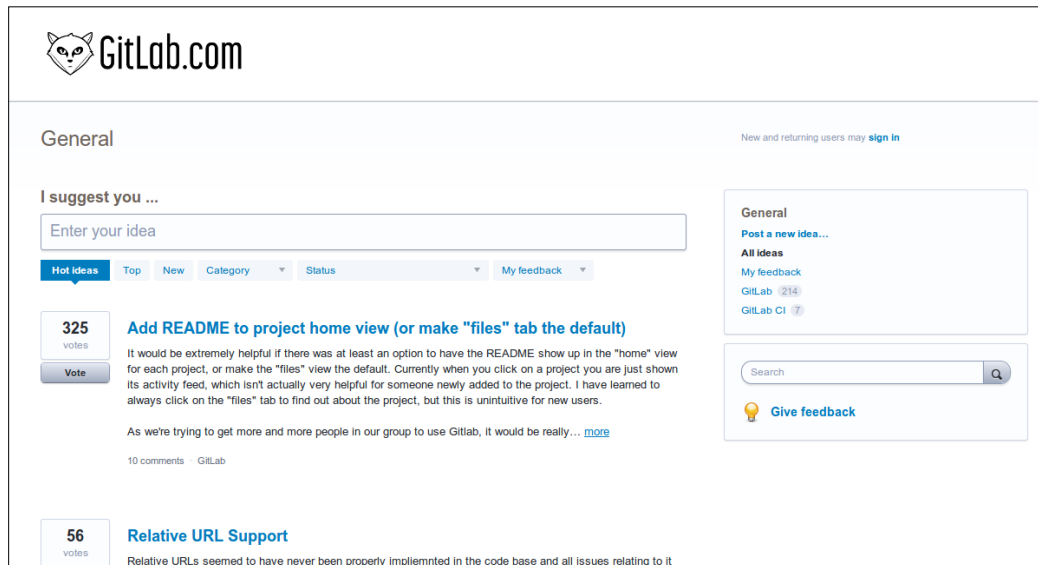 GitLab.com
General
New and returning users may sign in
I suggest you ...
Enter your idea
Hot ideas Top New Category Status My feedback
General
Post a new idea…
All ideas
My feedback
GitLab 214
GitLab CI 7
325
votes
Vote
Add README to project home view (or make "files" tab the default)
It would be extremely helpful if there was at least an option to have the README show up in the "home" view
for each project, or make the "files" view the default. Currently when you click on a project you are just shown
its activity feed, which isn't actually very helpful for someone newly added to the project. I have learned to
always click on the "files" tab to find out about the project, but this is unintuitive for new users.
As we're trying to get more and more people in our group to use Gitlab, it would be really… more
10 comments · GitLab
Search
Give feedback
56
votes
Relative URL Support
Relative URLs seemed to have never been properly impliemnted in the code base and all issues relating to it